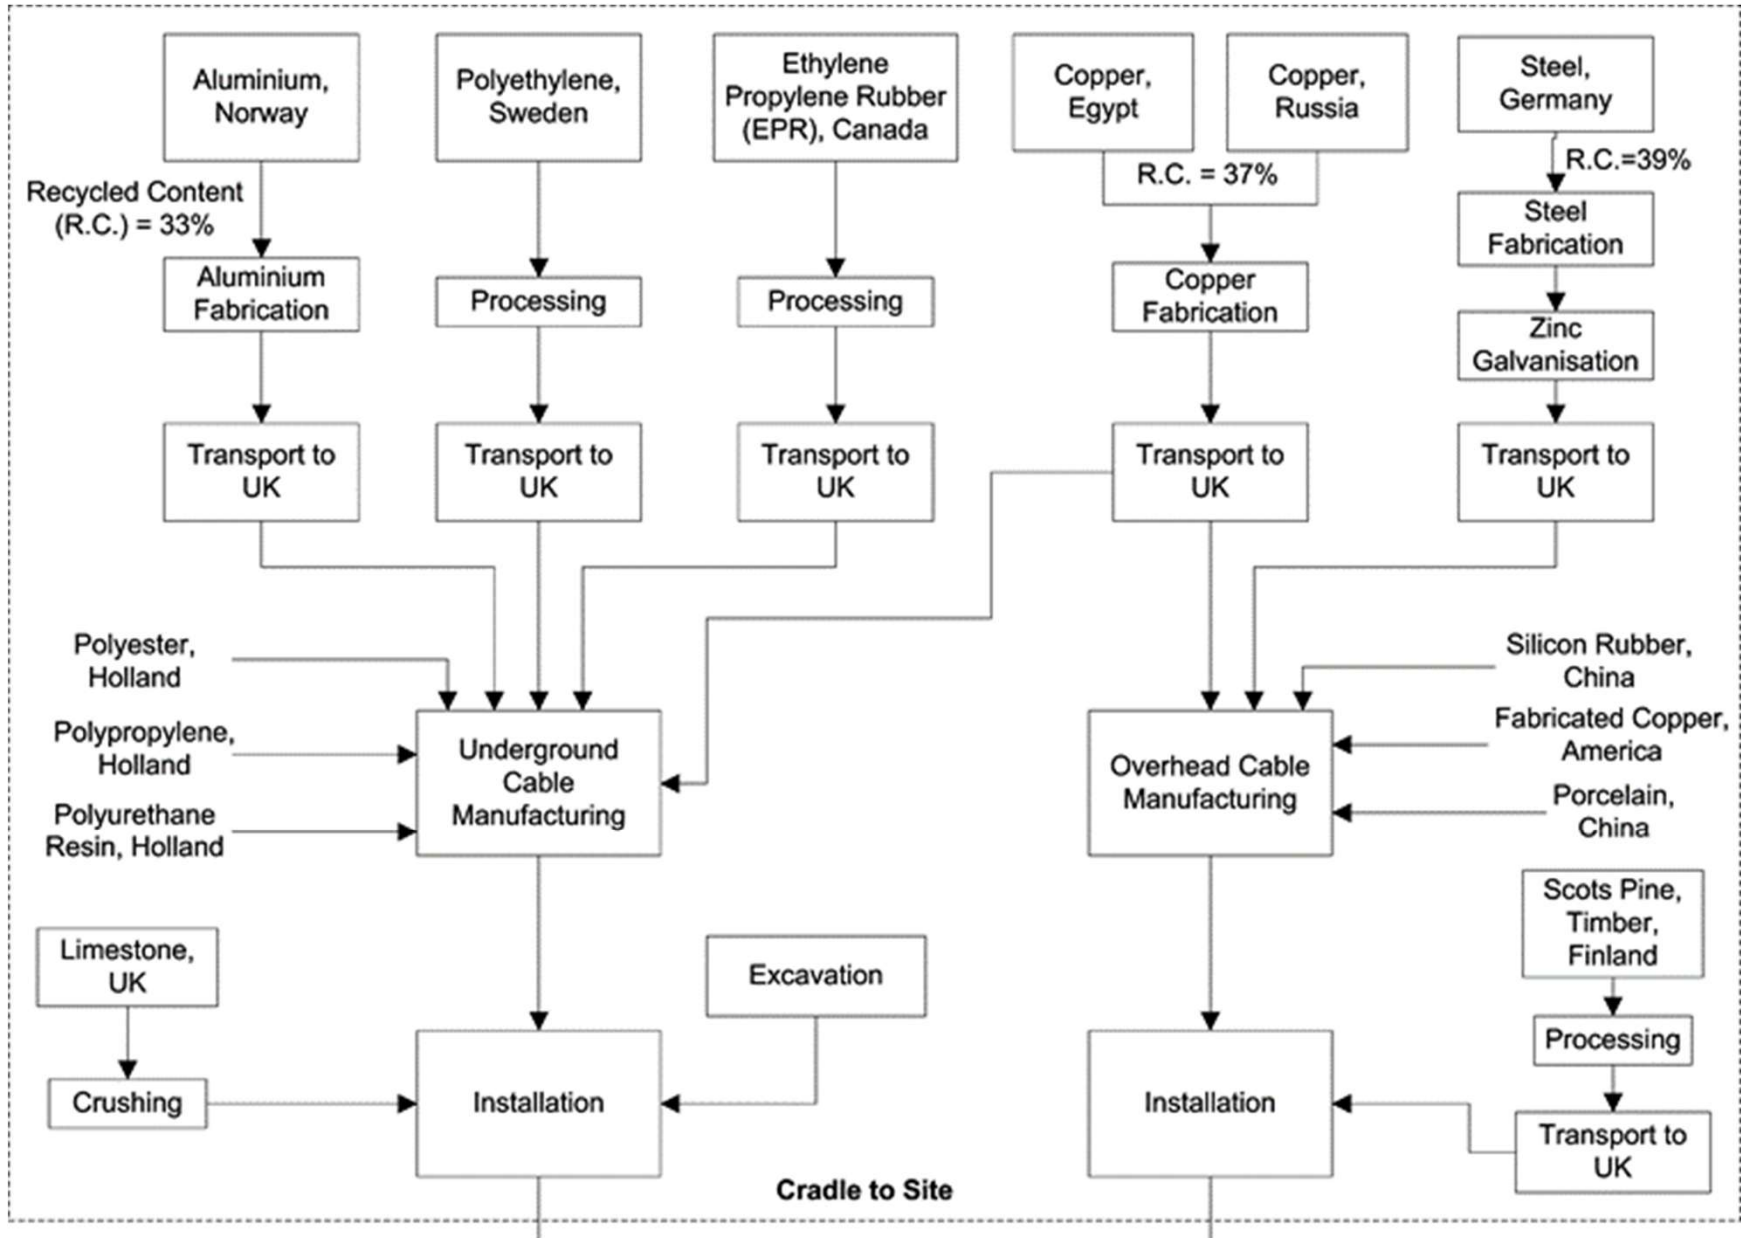 Aluminium,
Norway
Polyethylene,
Sweden
Ethylene
Propylene Rubber
(EPR), Canada
Copper,
Egypt
Copper,
Russia
Steel,
Germany
Recycled Content
(R.C.) = 33%
R.C. = 37%
R.C.=39%
Aluminium
Fabrication
Processing
Processing
Copper
Fabrication
Steel
Fabrication
Zinc
Galvanisation
Transport to
UK
Transport to
UK
Transport to
UK
Transport to
UK
Transport to
UK
Polyester,
Holland
Polypropylene,
Holland
Polyurethane
Resin, Holland
Underground
Cable
Manufacturing
Overhead Cable
Manufacturing
Silicon Rubber,
China
Fabricated Copper,
America
Porcelain,
China
Limestone,
UK
Crushing
Excavation
Installation
Installation
Scots Pine,
Timber,
Finland
Processing
Transport to
UK
Cradle to Site